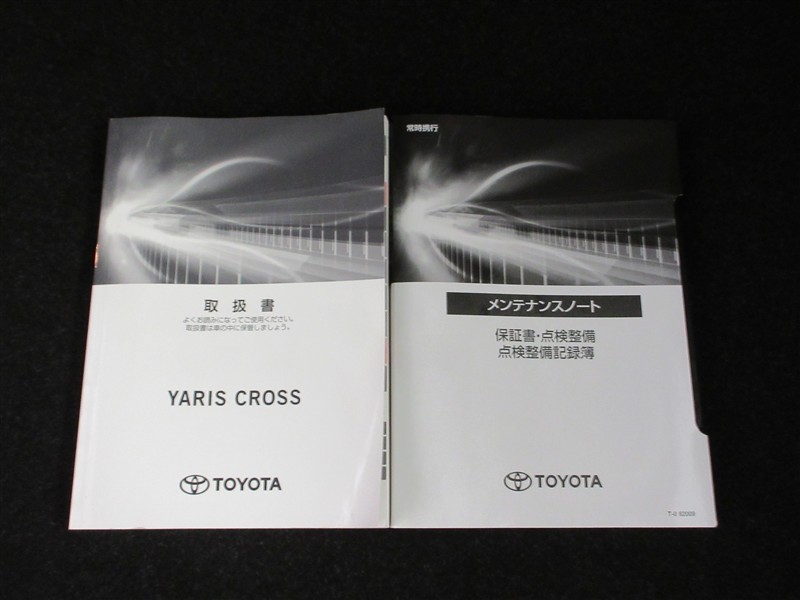 取扱書
よくお読みになってご使用ください。
取扱書は車の中に保管しましょう。
YARIS CROSS
TOYOTA
常時携行
メンテナンスノート
保証書・点検整備
点検整備記録簿
TOYOTA